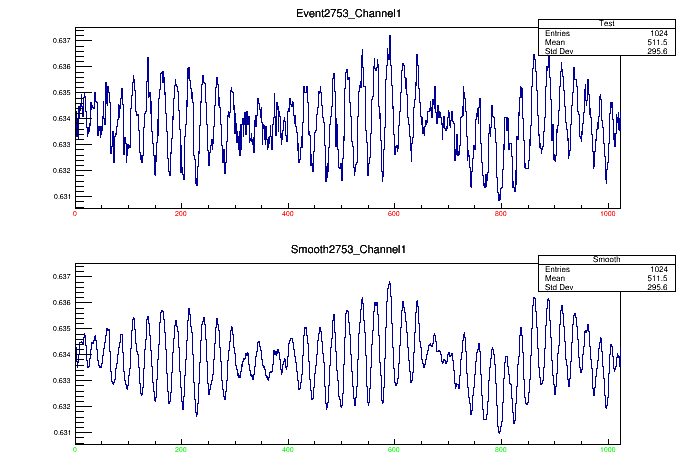 Event2753_Channel1
Test
Entries 1024
Mean 511.5
Std Dev 295.6
0.637
0.636
0.635
0.634
0.633
0.632
0.631
0 200 400 600 800 1000
Smooth2753_Channel1
Smooth
Entries 1024
Mean 511.5
Std Dev 295.6
0.637
0.636
0.635
0.634
0.633
0.632
0.631
0 200 400 600 800 1000